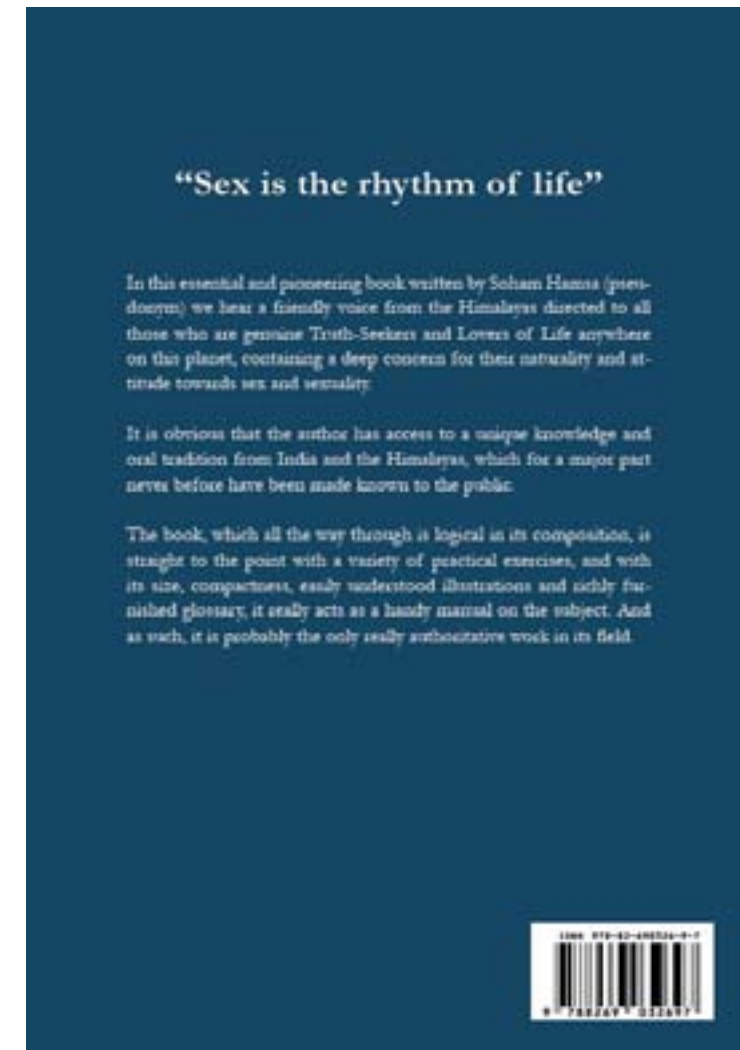 “Sex is the rhythm of life”
In this essential and pioneering book written by Soham Hamsa (pseu-
donym) we hear a friendly voice from the Himalayas directed to all
those who are genuine Truth-Seekers and Lovers of Life anywhere
on this planet, containing a deep concern for their naturality and at-
titude towards sex and sexuality.
It is obvious that the author has access to a unique knowledge and
oral tradition from India and the Himalayas, which for a major part
never before have been made known to the public.
The book, which all the way through is logical in its composition, is
straight to the point with a variety of practical exercises, and with
its size, compactness, easily understood illustrations and richly fur-
nished glossary, it really acts as a handy manual on the subject. And
as such, it is probably the only really authoritative work in its field.
ISBN